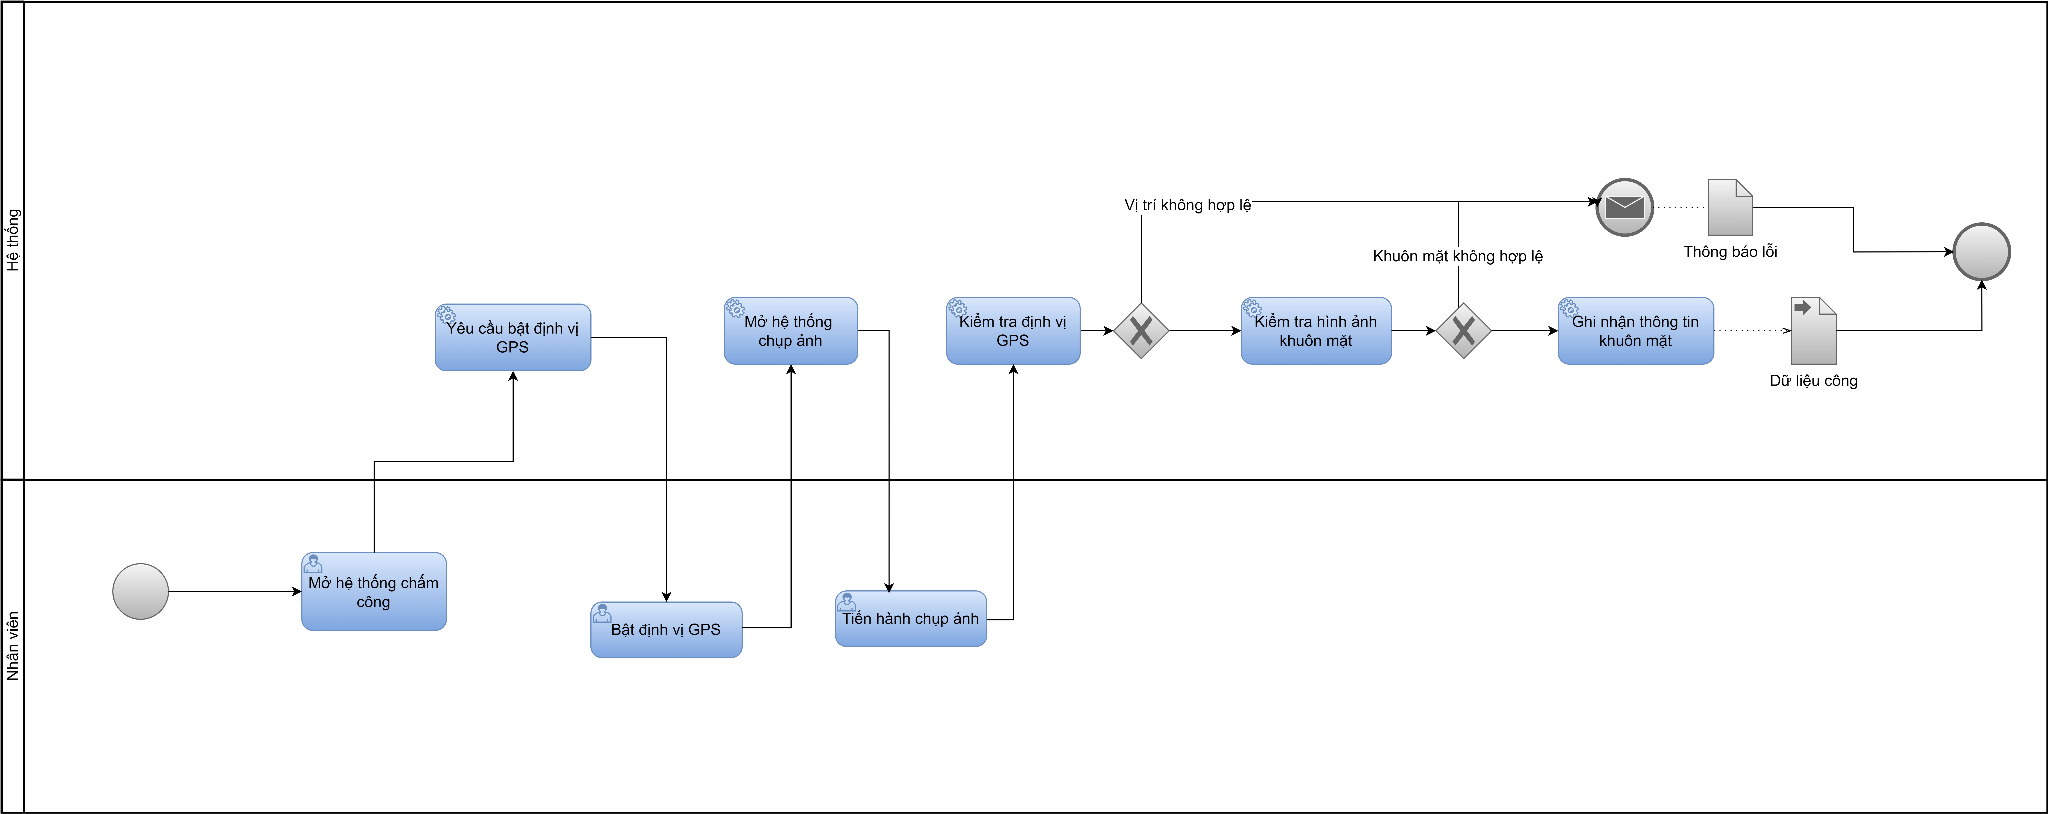 Hệ thống
Vị trí không hợp lệ
Thông báo lỗi
Khuôn mặt không hợp lệ
Yêu cầu bật định vị
GPS
Mở hệ thống
chụp ảnh
Kiểm tra định vị
GPS
Kiểm tra hình ảnh
khuôn mặt
Ghi nhận thông tin
khuôn mặt
Dữ liệu công
Nhân viên
Mở hệ thống chấm
công
Bật định vị GPS
Tiến hành chụp ảnh